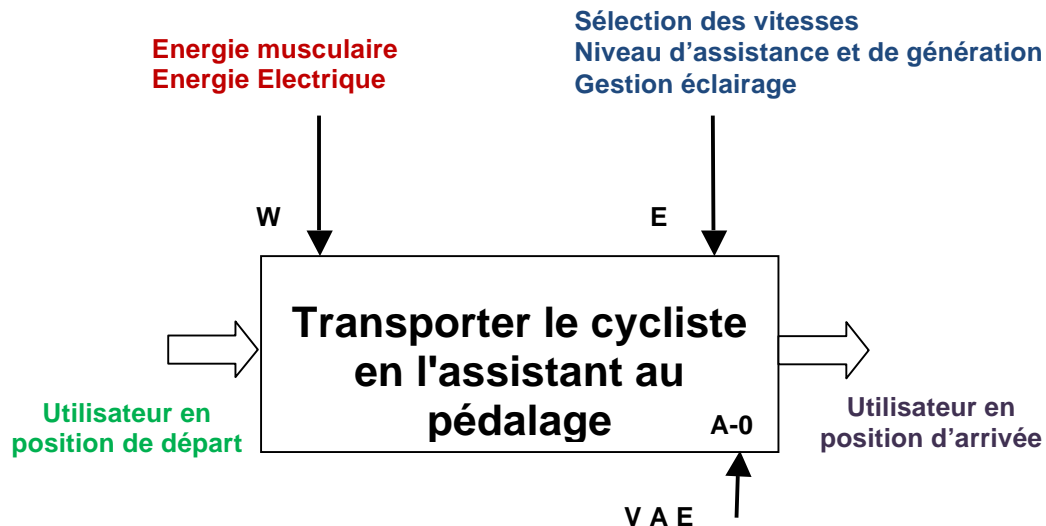 Energie musculaire
Energie Electrique
Sélection des vitesses
Niveau d’assistance et de génération
Gestion éclairage
W
E
Transporter le cycliste
en l'assistant au
pédalage
A-0
Utilisateur en
position de départ
Utilisateur en
position d’arrivée
V A E